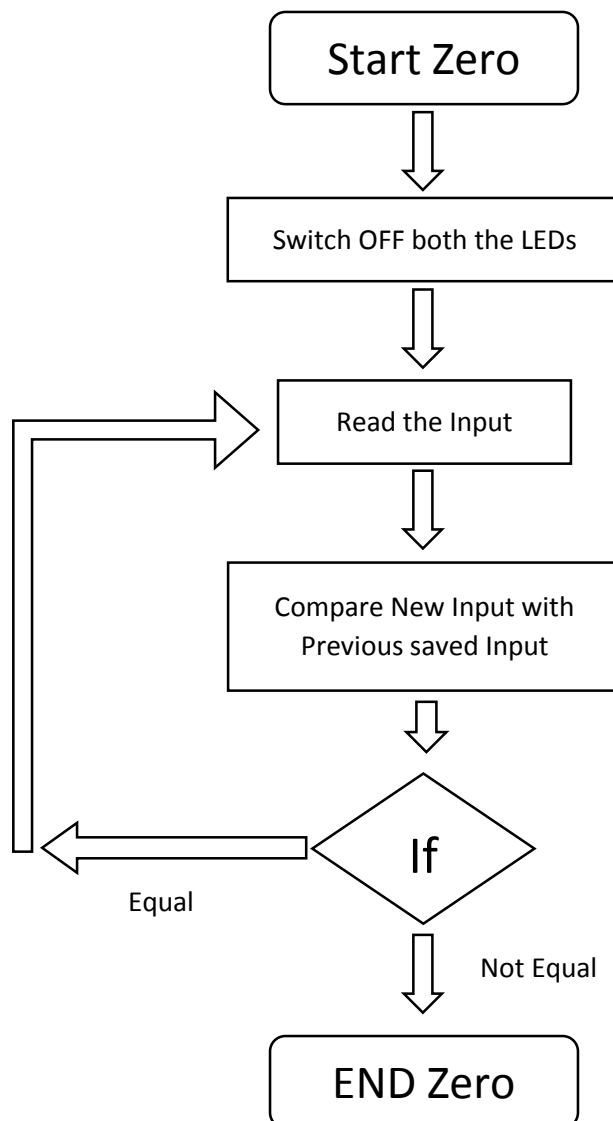 Start Zero
Switch OFF both the LEDs
Read the Input
Compare New Input with
Previous saved Input
If
Equal
Not Equal
END Zero